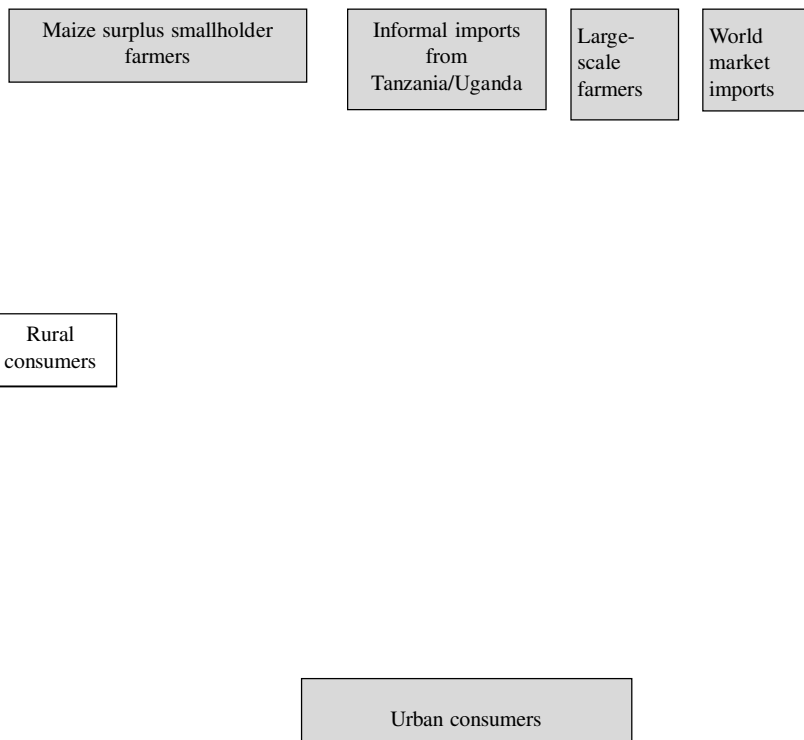 Maize surplus smallholder
farmers
Informal imports
from
Tanzania/Uganda
Large-
scale
farmers
World
market
imports
Rural
consumers
Urban consumers